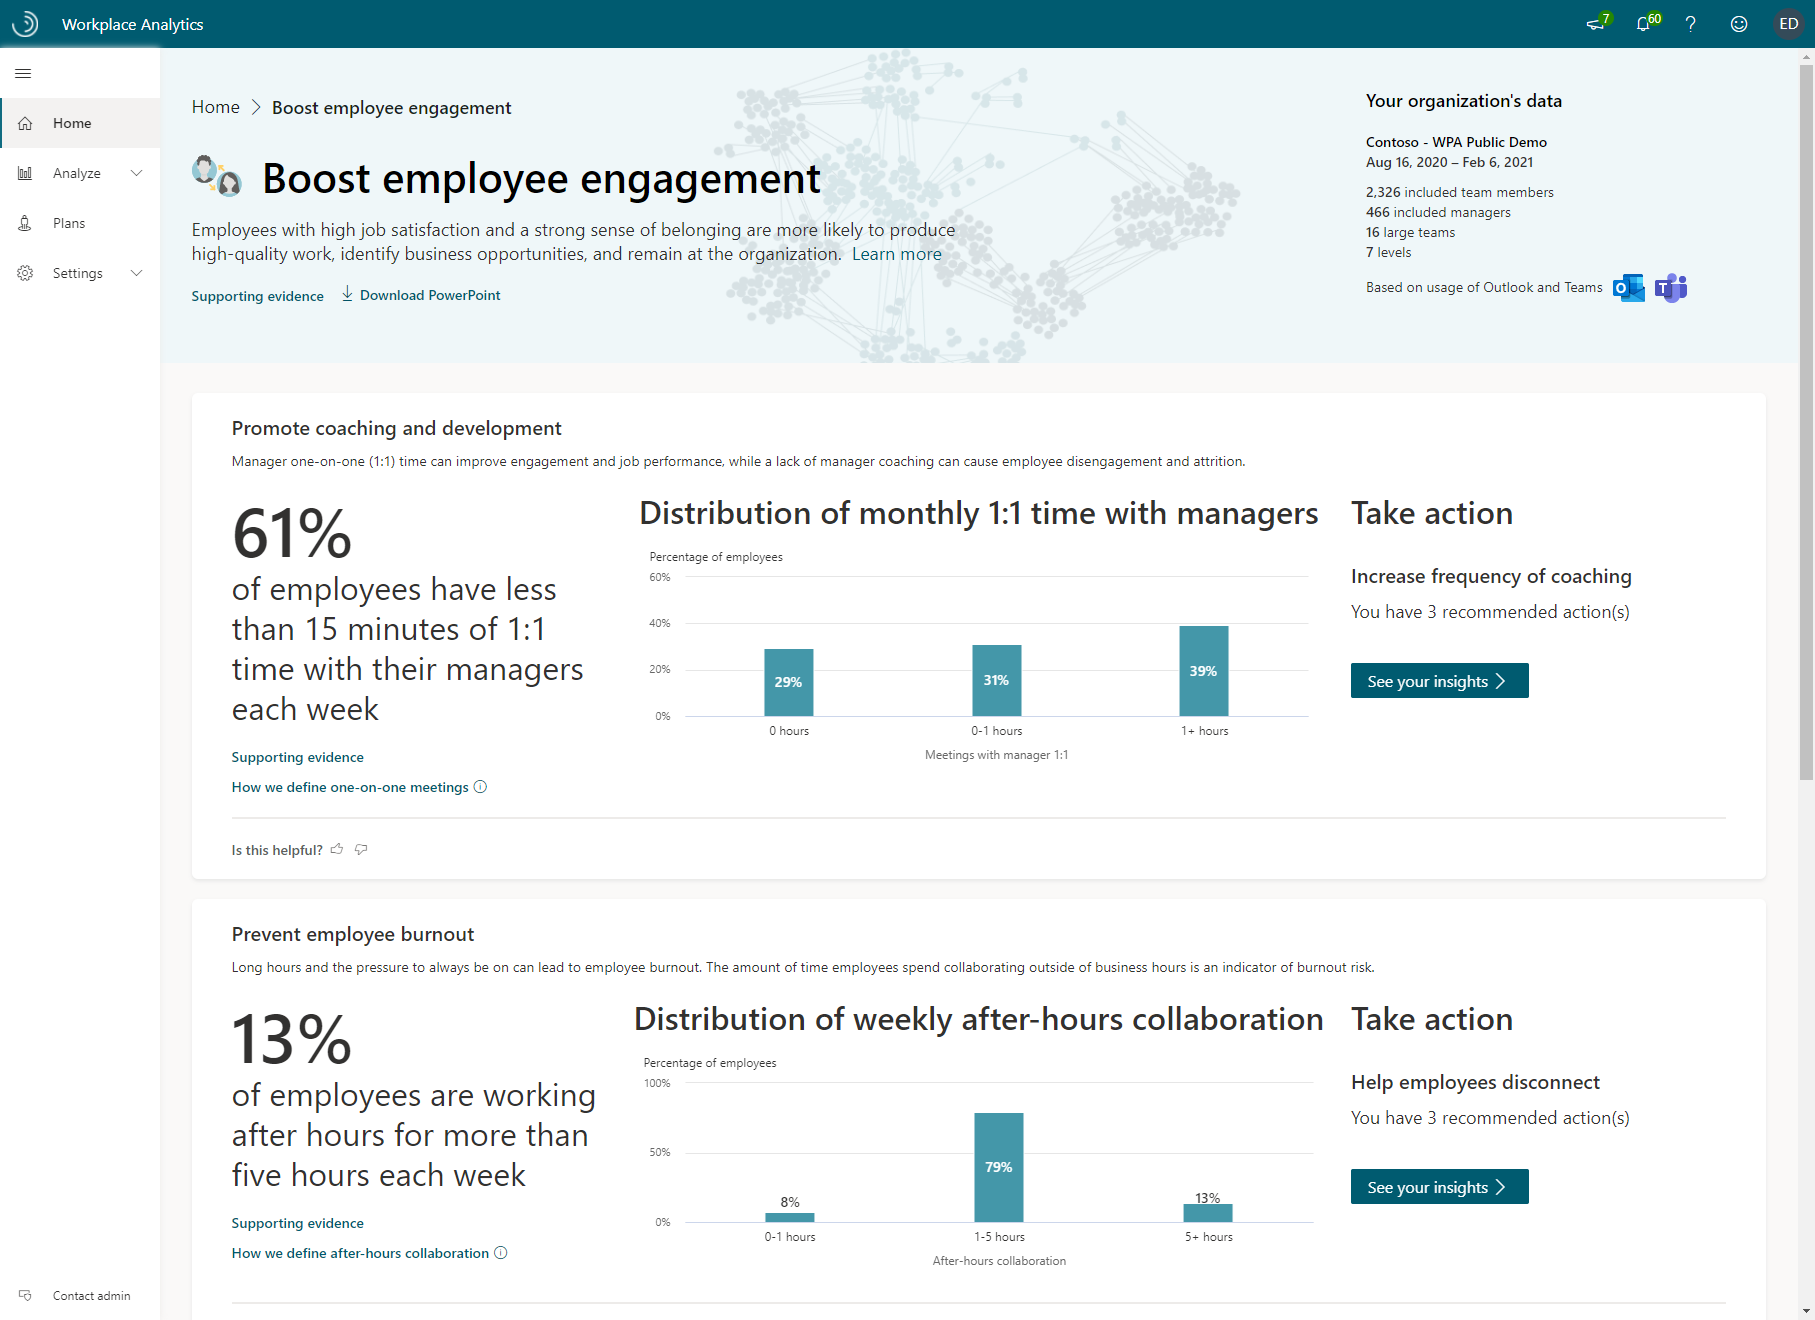 Workplace Analytics
7
60
?
ED
Home
Analyze
Plans
Settings
Contact admin
Home > Boost employee engagement
Boost employee engagement
Employees with high job satisfaction and a strong sense of belonging are more likely to produce
high-quality work, identify business opportunities, and remain at the organization. Learn more
Supporting evidence Download PowerPoint
Your organization's data
Contoso - WPA Public Demo
Aug 16, 2020 – Feb 6, 2021
2,326 included team members
466 included managers
16 large teams
7 levels
Based on usage of Outlook and Teams
O
T
Promote coaching and development
Manager one-on-one (1:1) time can improve engagement and job performance, while a lack of manager coaching can cause employee disengagement and attrition.
61%
of employees have less
than 15 minutes of 1:1
time with their managers
each week
Supporting evidence
How we define one-on-one meetings
Distribution of monthly 1:1 time with managers
Percentage of employees
60%
40%
20%
0%
29%
31%
39%
0 hours
0-1 hours
1+ hours
Meetings with manager 1:1
Take action
Increase frequency of coaching
You have 3 recommended action(s)
See your insights
Is this helpful?
Prevent employee burnout
Long hours and the pressure to always be on can lead to employee burnout. The amount of time employees spend collaborating outside of business hours is an indicator of burnout risk.
13%
of employees are working
after hours for more than
five hours each week
Supporting evidence
How we define after-hours collaboration
Distribution of weekly after-hours collaboration
Percentage of employees
100%
50%
0%
8%
79%
13%
0-1 hours
1-5 hours
5+ hours
After-hours collaboration
Take action
Help employees disconnect
You have 3 recommended action(s)
See your insights